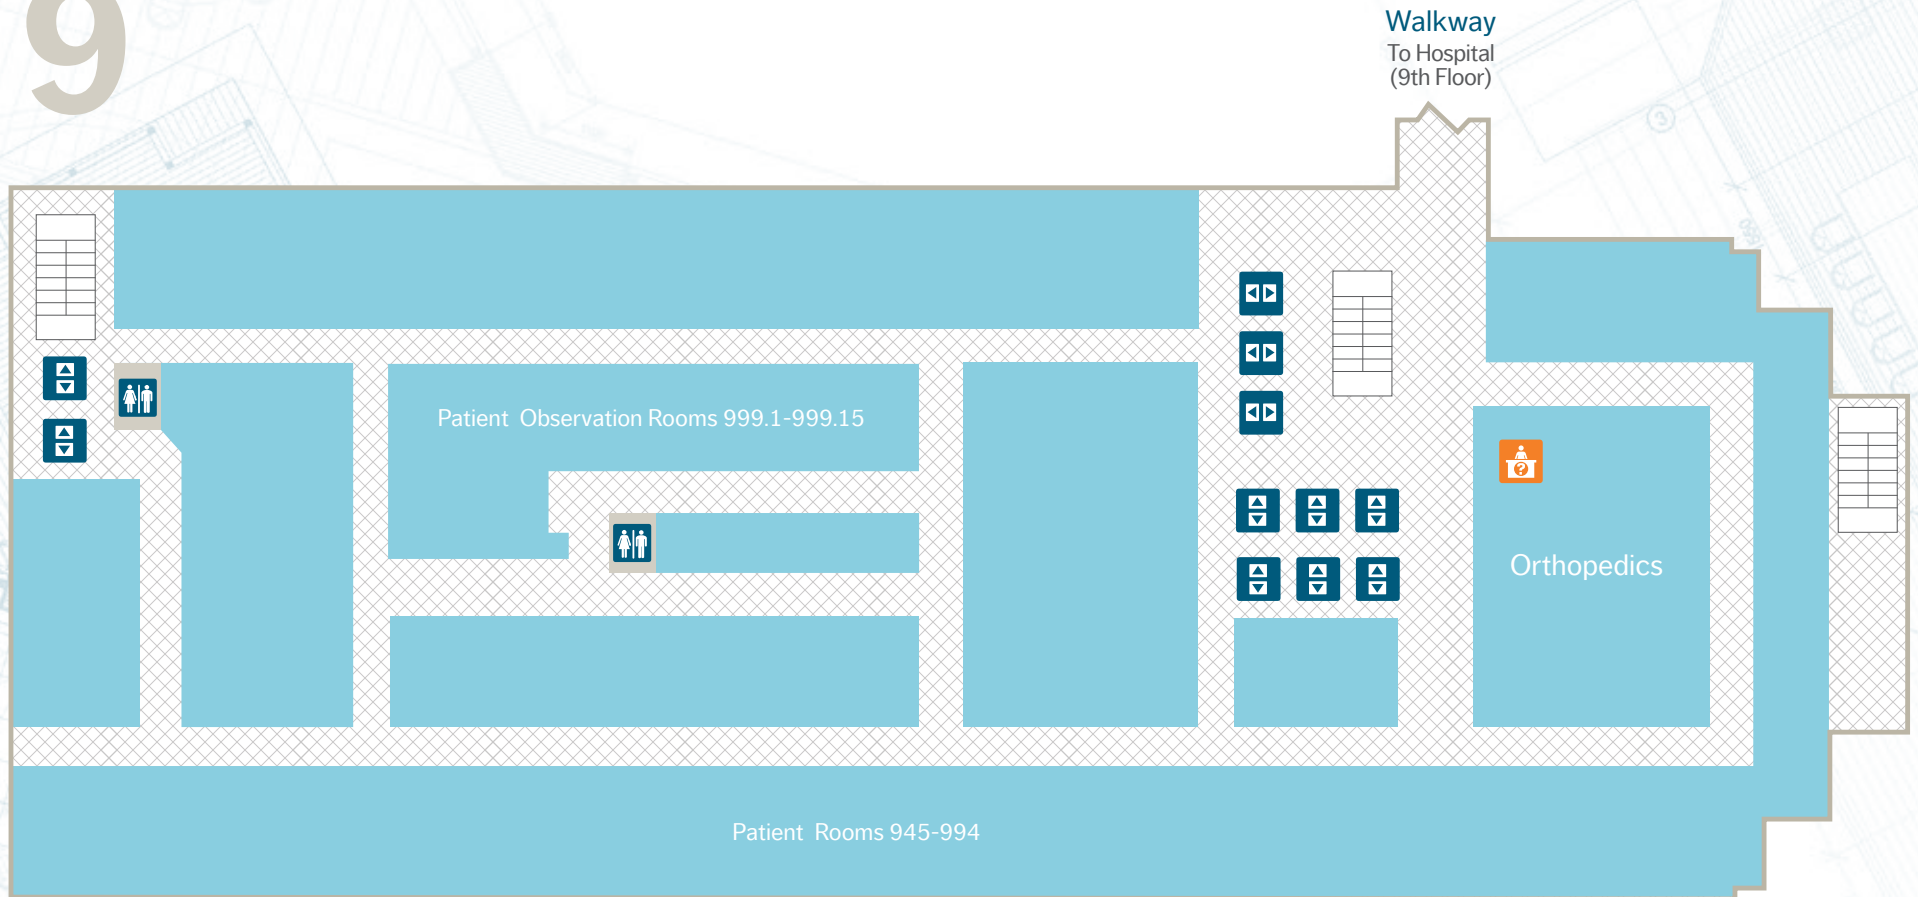 9
Walkway
To Hospital
(9th Floor)
Patient Observation Rooms 999.1-999.15
?
Orthopedics
Patient Rooms 945-994